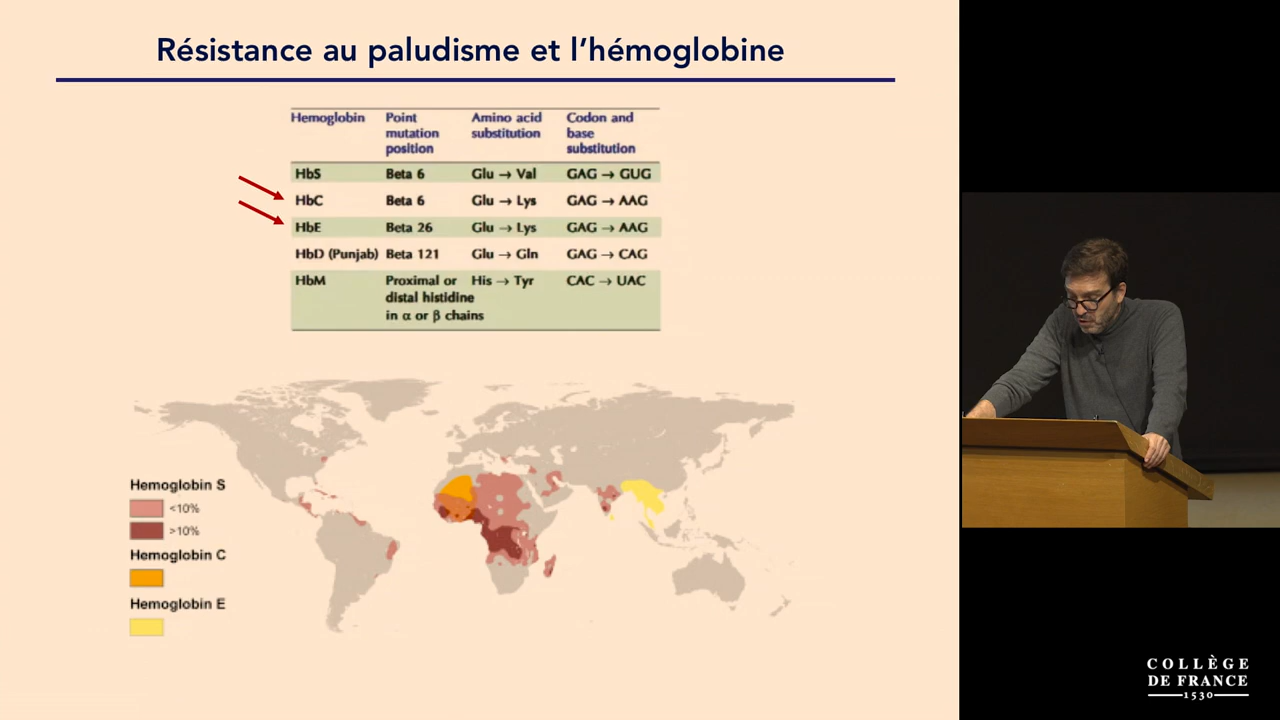 Résistance au paludisme et l’hémoglobine
Hemoglobin Point mutation position Amino acid substitution Codon and base substitution
HbS Beta 6 Glu → Val GAG → GUG
HbC Beta 6 Glu → Lys GAG → AAG
HbE Beta 26 Glu → Lys GAG → AAG
HbD (Punjab) Beta 121 Glu → Gln GAG → CAG
HbM Proximal or distal histidine in α or β chains His → Tyr CAC → UAC
Hemoglobin S
<10%
>10%
Hemoglobin C
Hemoglobin E
COLLÈGE
DE FRANCE
1530